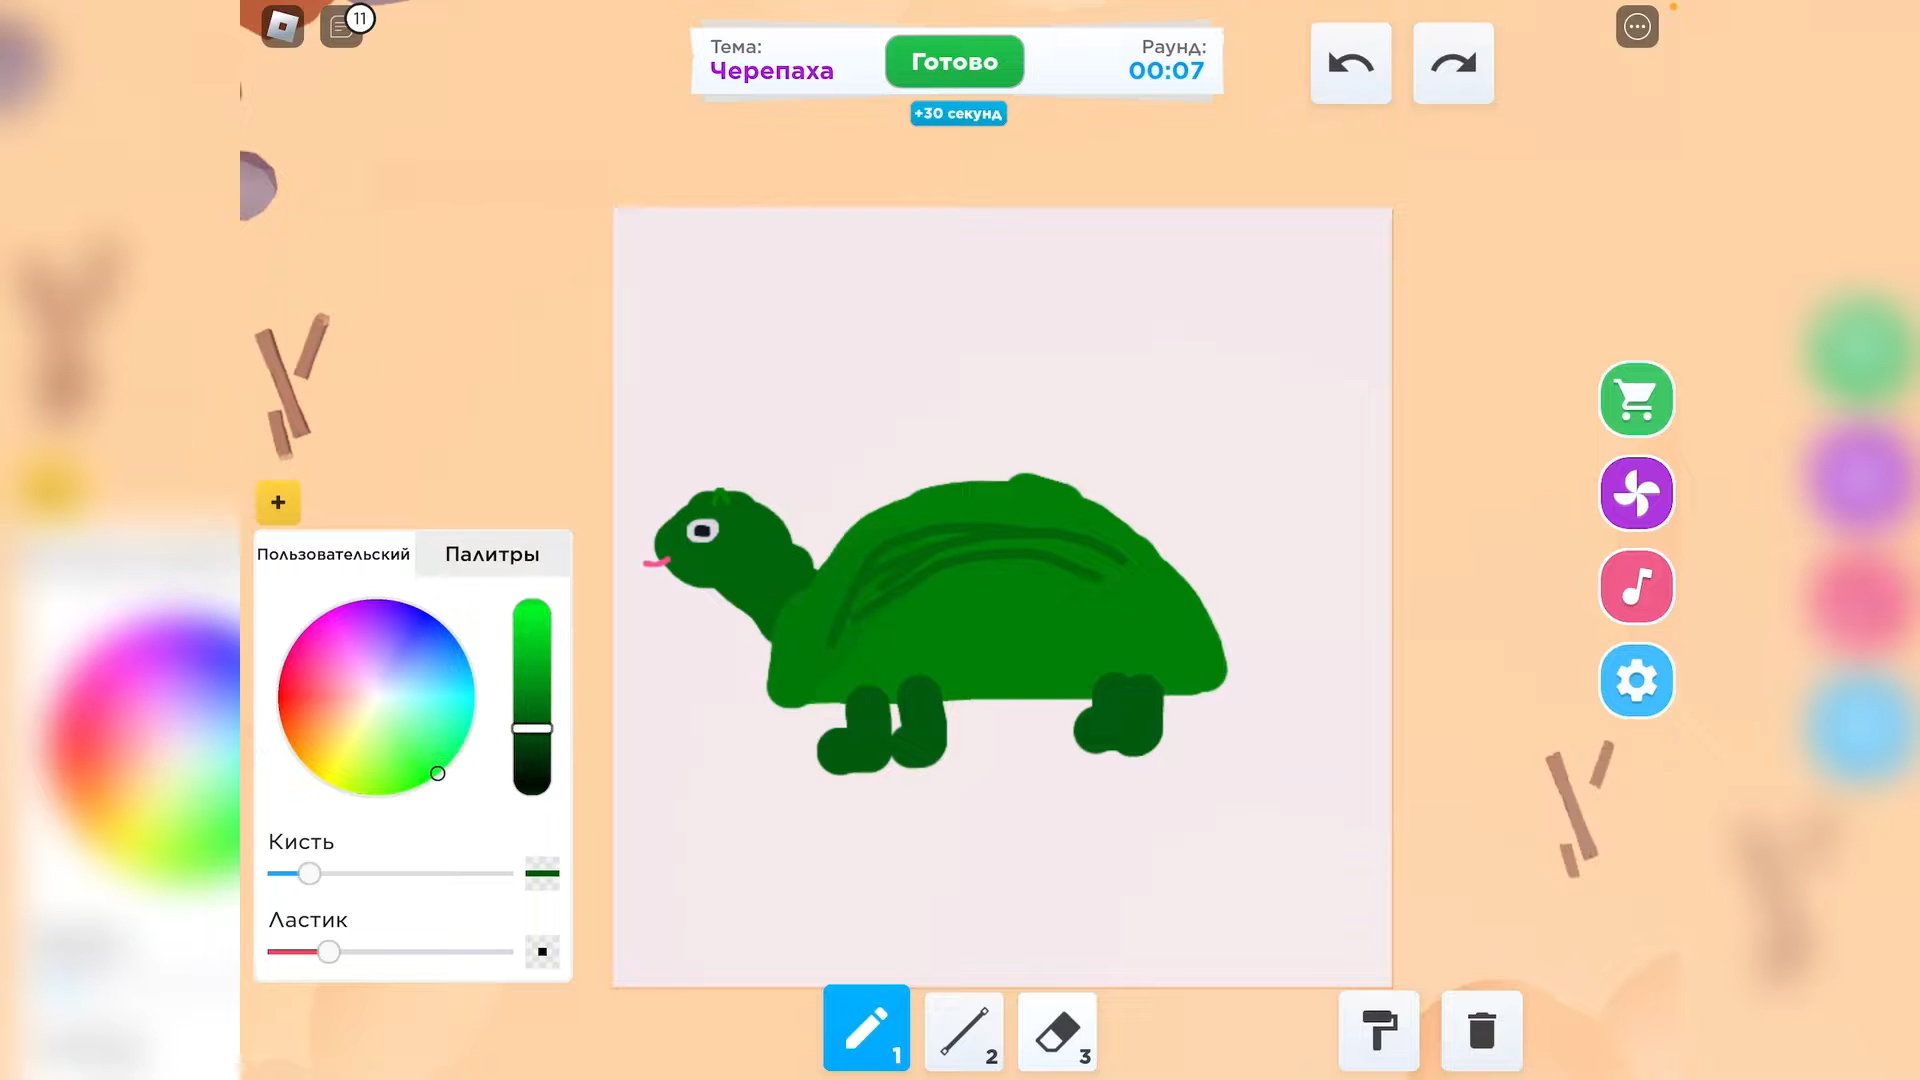 11
Тема:
Черепаха
Готово
Раунд:
00:07
+30 секунд
+
Пользовательский
Палитры
Кисть
Ластик
1
2
3